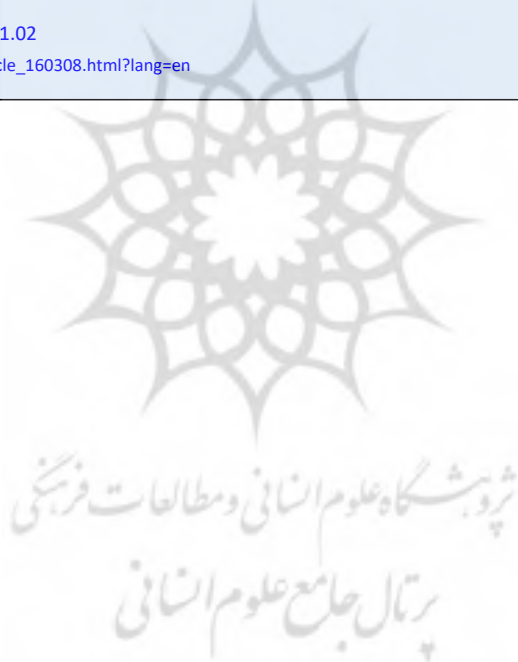 1.02
cle_160308.html?lang=en
پژوهشگاه علوم انسانی و مطالعات فرهنگی
پرتال جامع علوم انسانی